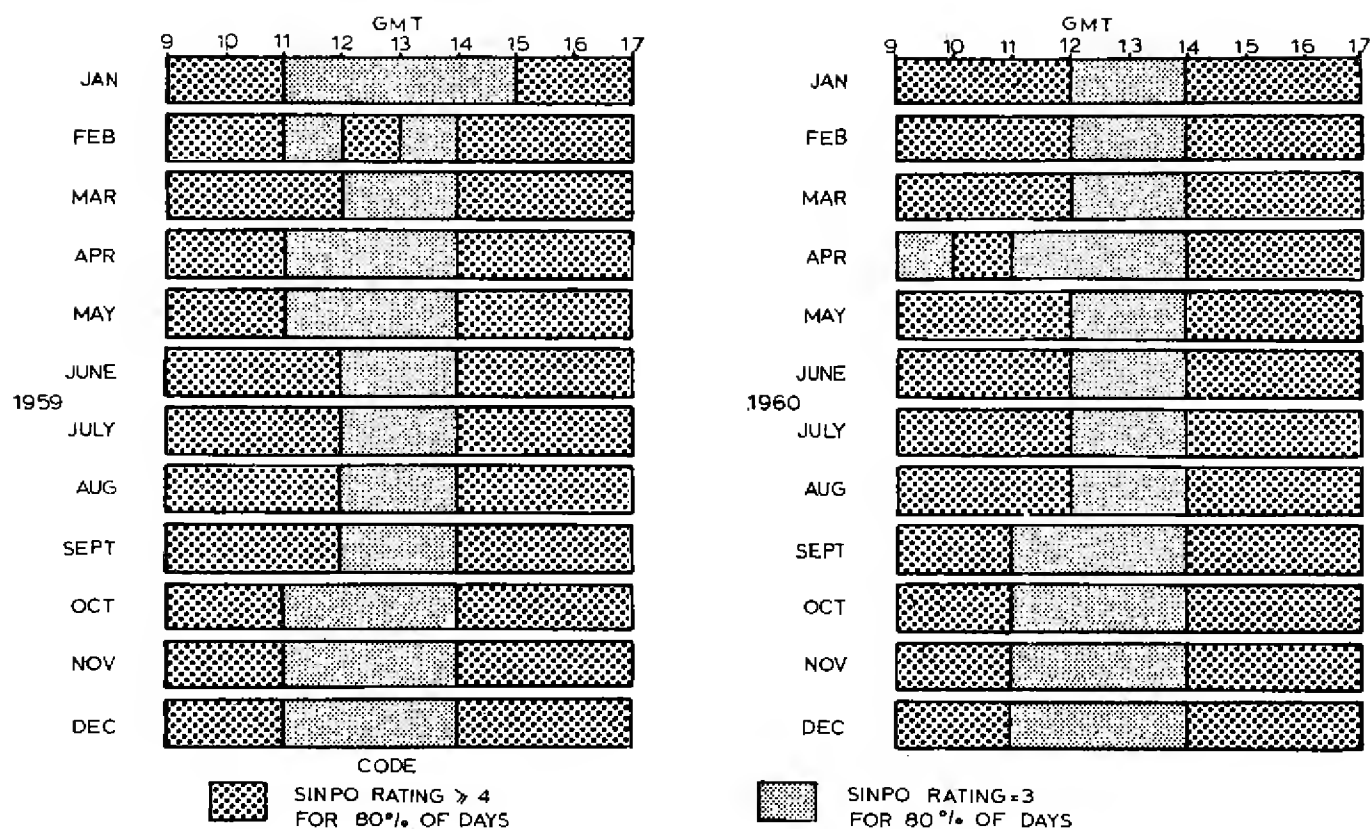 GMT
9 10 11 12 13 14 15 16 17
JAN
FEB
MAR
APR
MAY
JUNE
1959
JULY
AUG
SEPT
OCT
NOV
DEC
GMT
9 10 11 12 13 14 15 16 17
JAN
FEB
MAR
APR
MAY
JUNE
1960
JULY
AUG
SEPT
OCT
NOV
DEC
CODE
SINPO RATING ⩾ 4
FOR 80% OF DAYS
SINPO RATING=3
FOR 80% OF DAYS